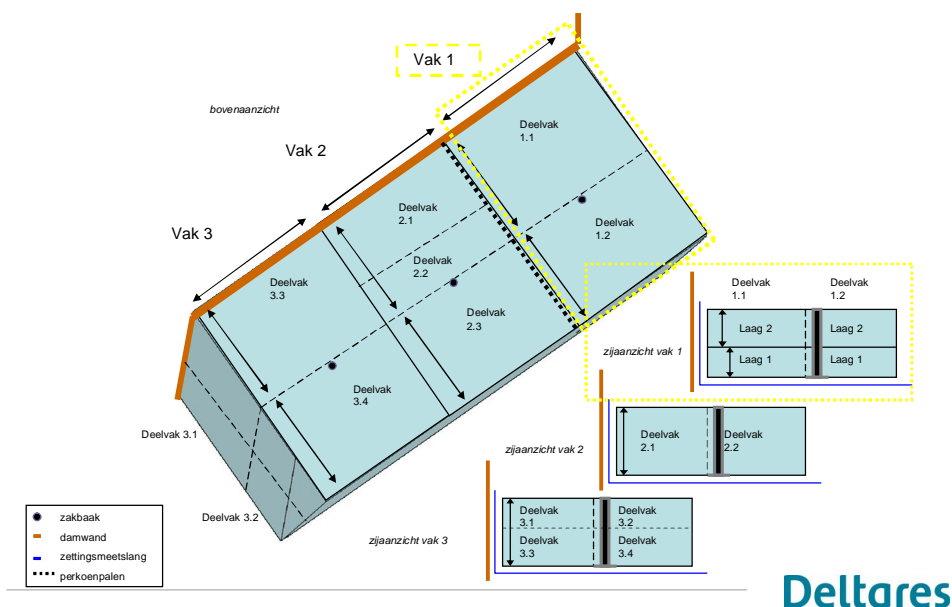 Vak 1
bovenaanzicht
Deelvak
1.1
Vak 2
Deelvak
2.1
Deelvak
1.2
Vak 3
Deelvak
2.2
Deelvak
3.3
Deelvak
2.3
Deelvak
3.4
Deelvak 3.1
Deelvak 3.2
Deelvak
1.1
Deelvak
1.2
zijaanzicht vak 1
Laag 2
Laag 2
Laag 1
Laag 1
zijaanzicht vak 2
Deelvak
2.1
Deelvak
2.2
zijaanzicht vak 3
Deelvak
3.1
Deelvak
3.2
Deelvak
3.3
Deelvak
3.4
zakbaak
damwand
zettingsmeetslang
perkoenpalen
Deltares